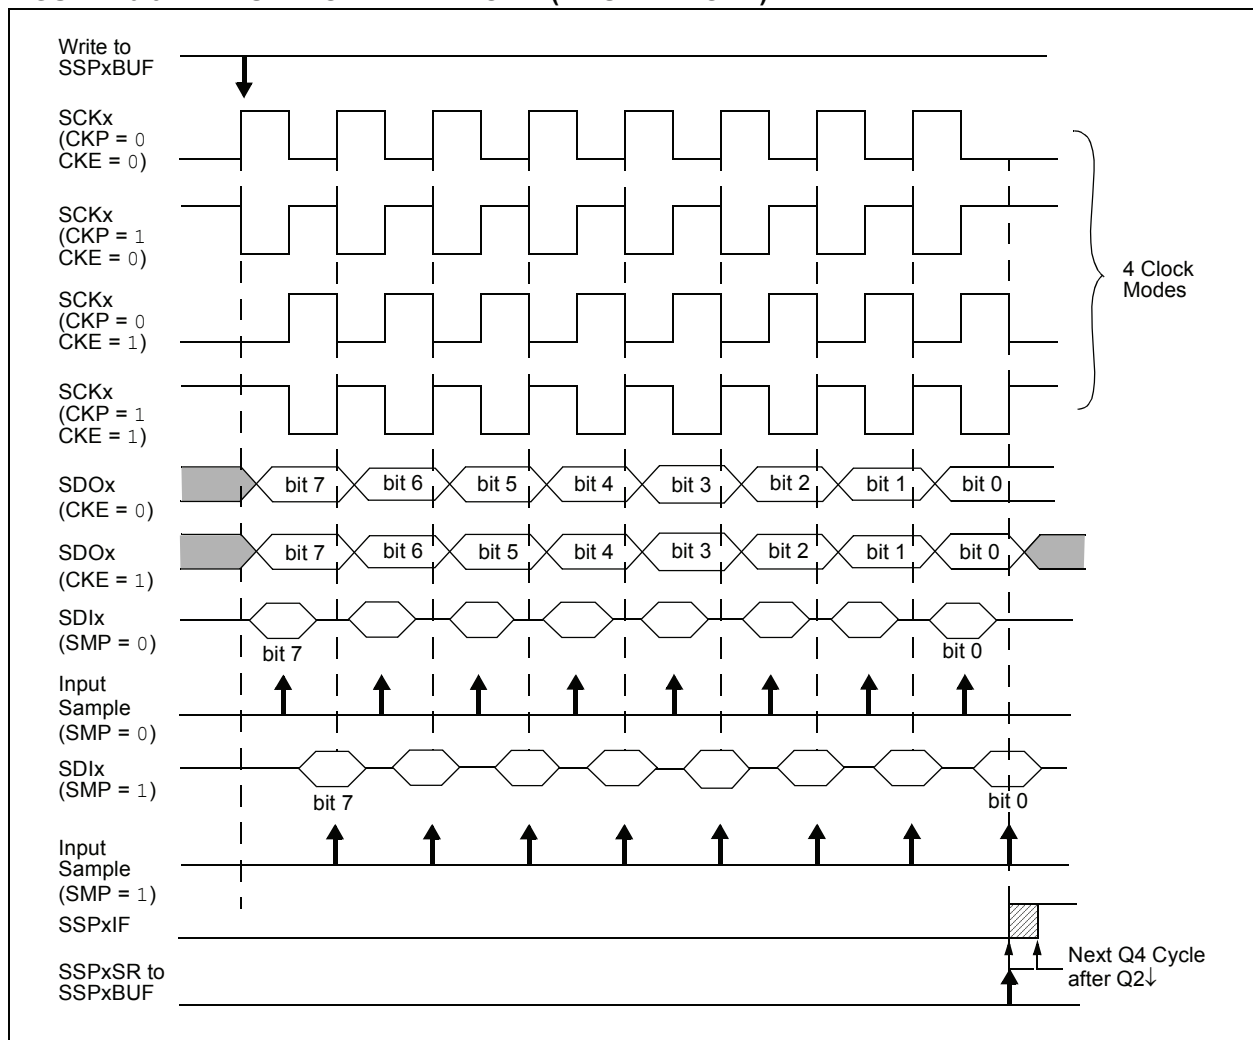 Write to
SSPxBUF
SCKx
(CKP = 0
CKE = 0)
SCKx
(CKP = 1
CKE = 0)
SCKx
(CKP = 0
CKE = 1)
SCKx
(CKP = 1
CKE = 1)
4 Clock
Modes
SDOx
(CKE = 0)
bit 7 bit 6 bit 5 bit 4 bit 3 bit 2 bit 1 bit 0
SDOx
(CKE = 1)
bit 7 bit 6 bit 5 bit 4 bit 3 bit 2 bit 1 bit 0
SDIx
(SMP = 0)
bit 7 bit 0
Input
Sample
(SMP = 0)
SDIx
(SMP = 1)
bit 7 bit 0
Input
Sample
(SMP = 1)
SSPxIF
SSPxSR to
SSPxBUF
Next Q4 Cycle
after Q2↓